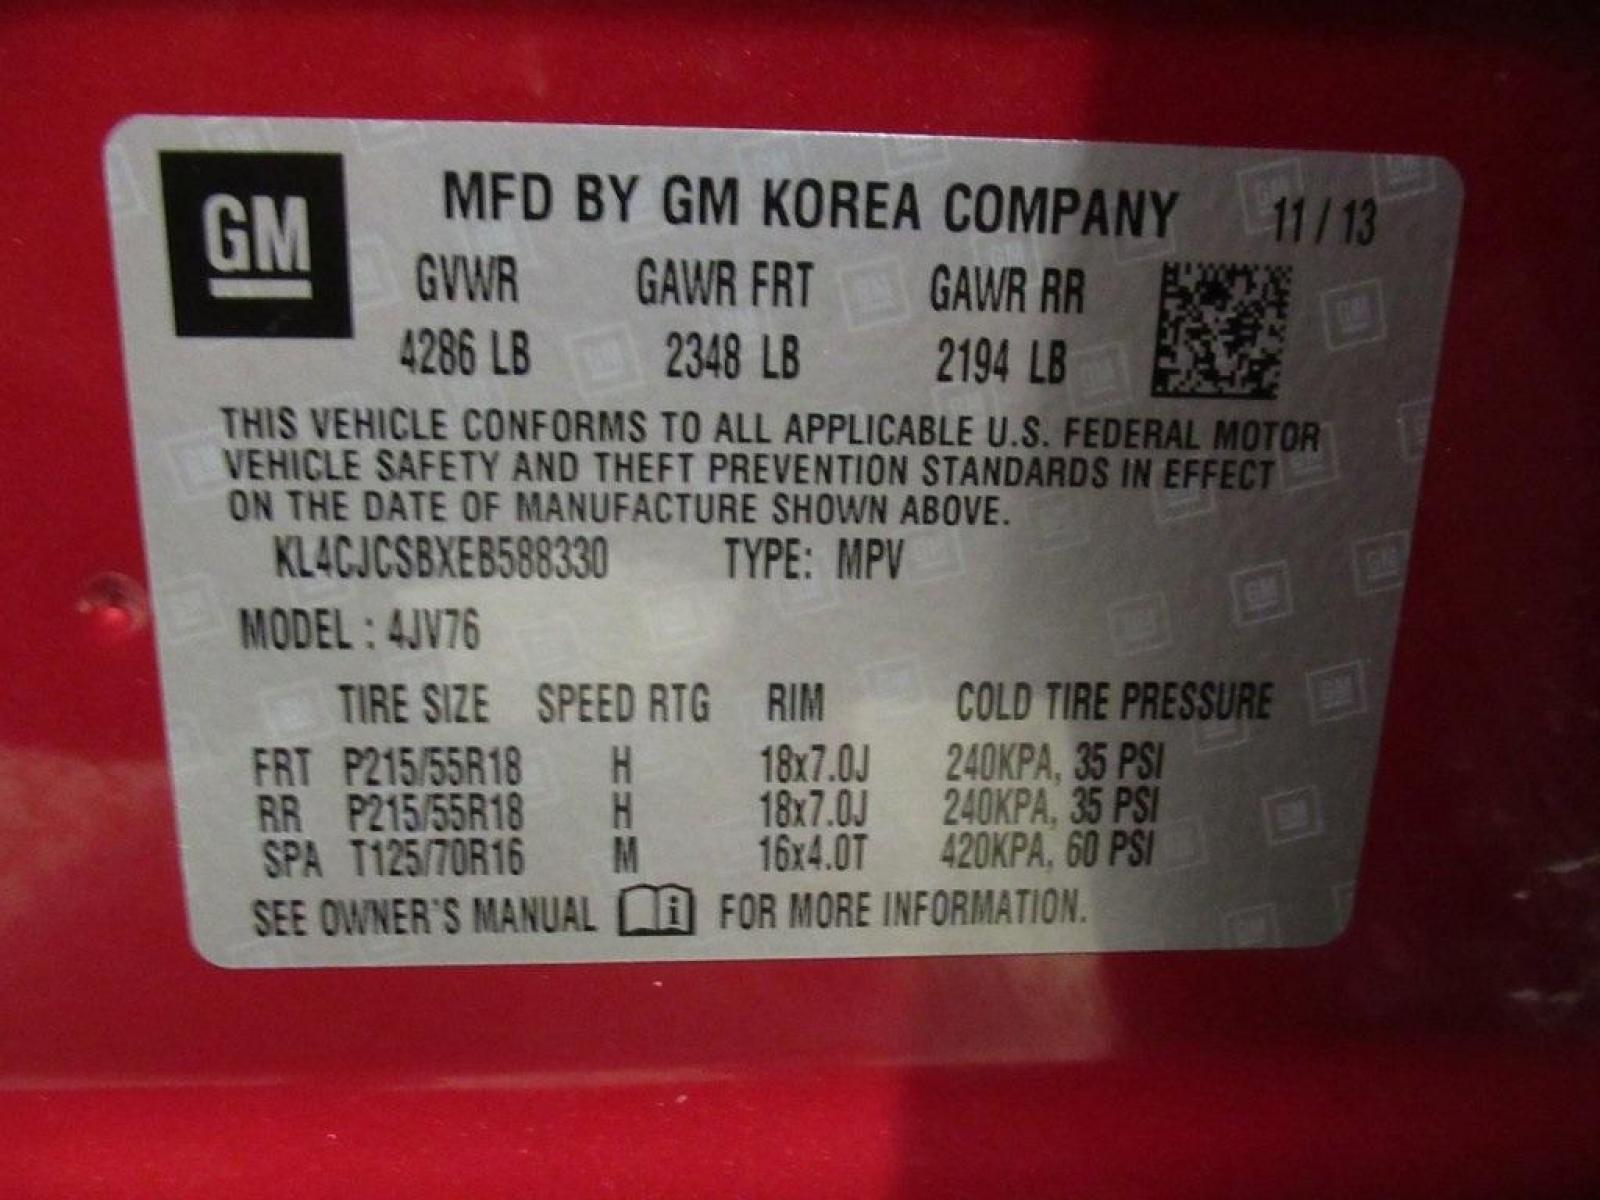 GM
MFD BY GM KOREA COMPANY 11 / 13
GVWR GAWR FRT GAWR RR
4286 LB 2348 LB 2194 LB
THIS VEHICLE CONFORMS TO ALL APPLICABLE U.S. FEDERAL MOTOR
VEHICLE SAFETY AND THEFT PREVENTION STANDARDS IN EFFECT
ON THE DATE OF MANUFACTURE SHOWN ABOVE.
KL4CJCSBXEB588330 TYPE: MPV
MODEL : 4JV76
TIRE SIZE SPEED RTG RIM COLD TIRE PRESSURE
FRT P215/55R18 H 18x7.0J 240KPA, 35 PSI
RR P215/55R18 H 18x7.0J 240KPA, 35 PSI
SPA T125/70R16 M 16x4.0T 420KPA, 60 PSI
SEE OWNER'S MANUAL i FOR MORE INFORMATION.